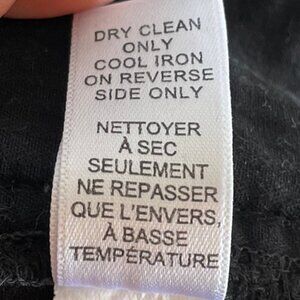 DRY CLEAN
ONLY
COOL IRON
ON REVERSE
SIDE ONLY
NETTOYER
À SEC
SEULEMENT
NE REPASSER
QUE L'ENVERS,
À BASSE
TEMPÉRATURE